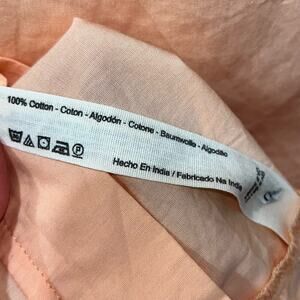 100% Cotton - Coton - Algodón - Cotone - Baumwolle - Algodão
Hecho En India / Fabricado Na India